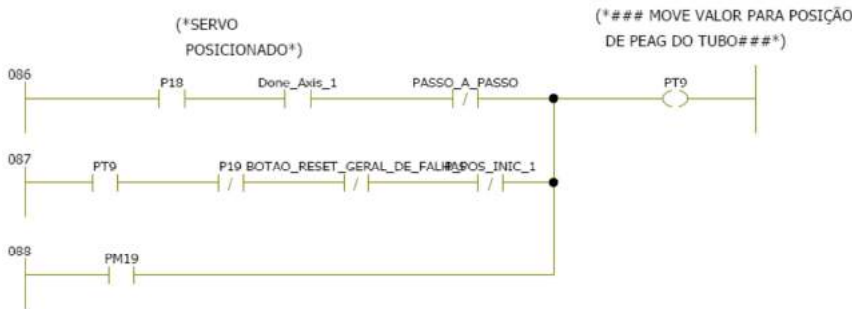 (*SERVO
POSICIONADO*)
(*### MOVE VALOR PARA POSIÇÃO
DE PEAG DO TUBO###*)
086
P18 Done_Axis_1 PASSO_A_PASSO PT9
087
PT9 P19 BOTAO_RESET_GERAL_DE_FALHAS POS_INIC_1
088
PM19